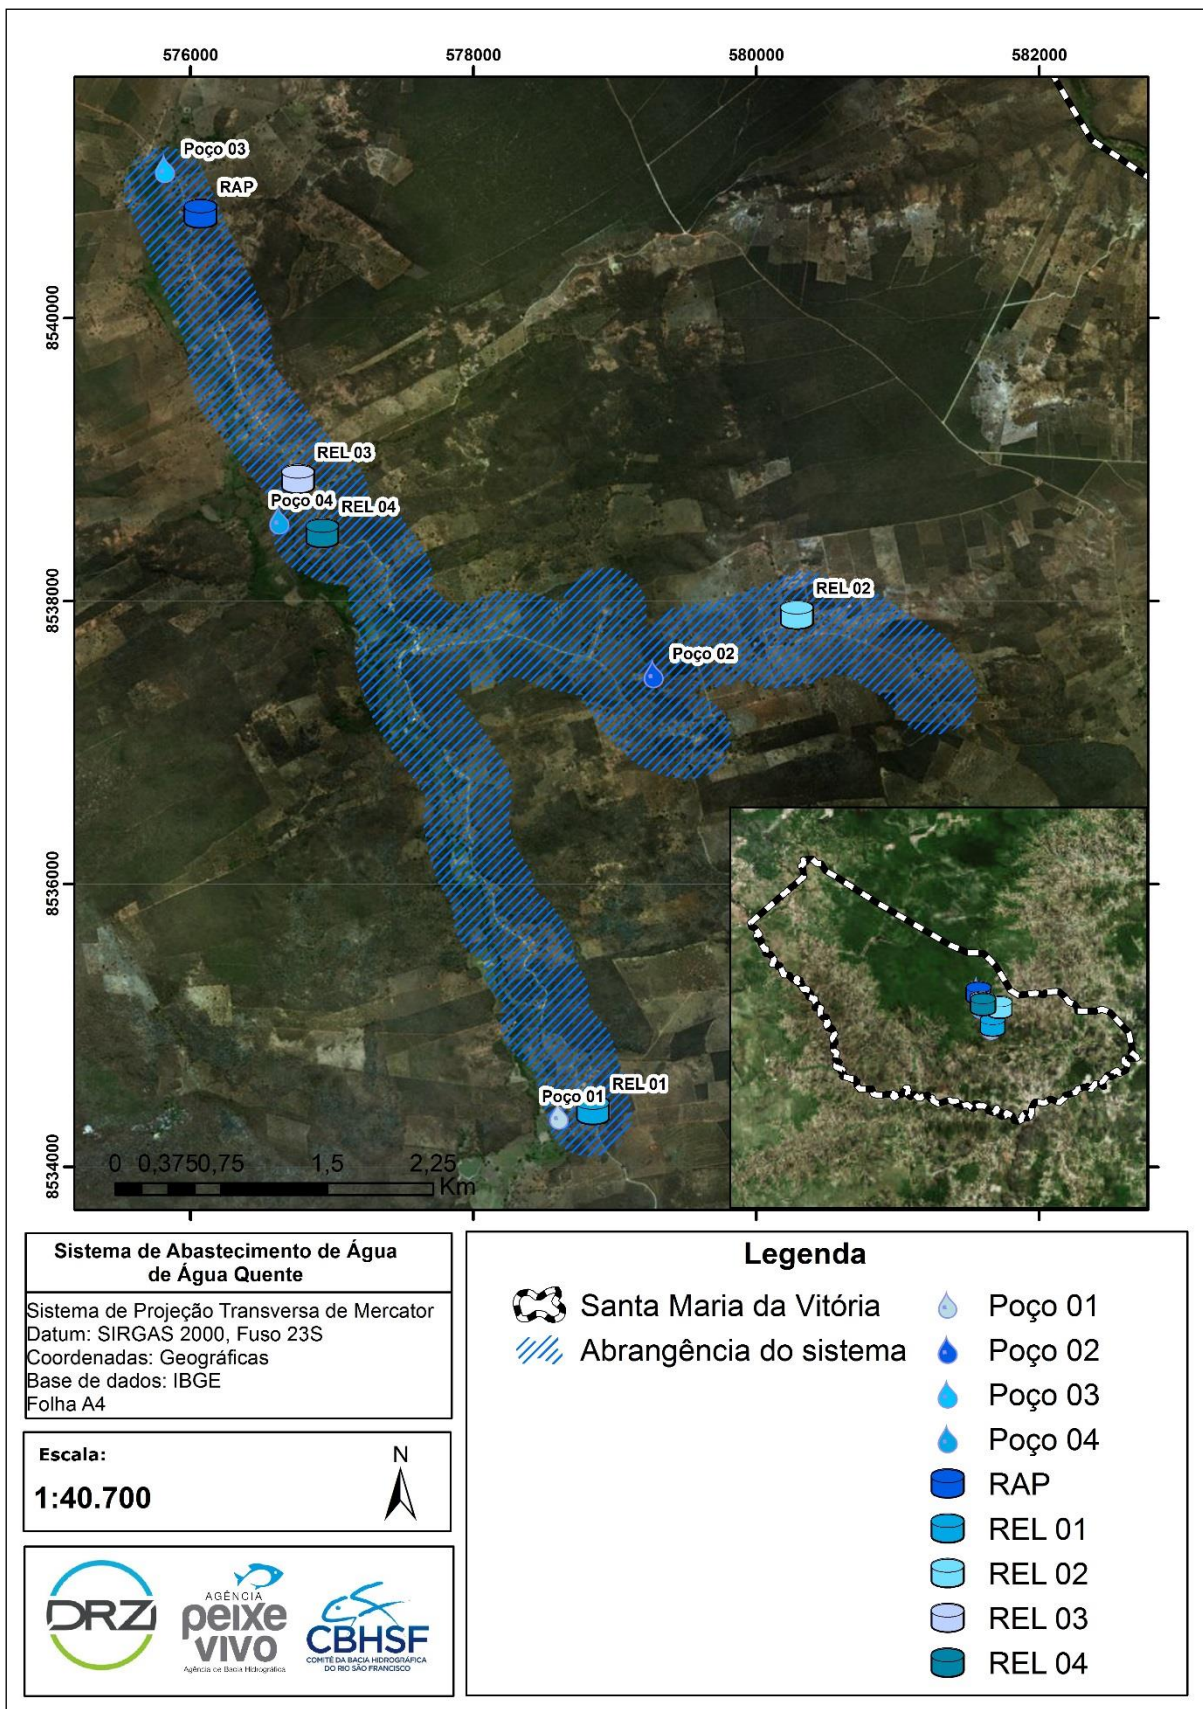 576000
578000
580000
582000
Poço 03
RAP
8540000
REL 03
Poço 04
REL 04
8538000
REL 02
Poço 02
8536000
REL 01
Poço 01
8534000
0 0,375 0,75 1,5 2,25
Km
Sistema de Abastecimento de Água
de Água Quente
Sistema de Projeção Transversa de Mercator
Datum: SIRGAS 2000, Fuso 23S
Coordenadas: Geográficas
Base de dados: IBGE
Folha A4
Escala:
1:40.700
N
DRZ
AGÊNCIA
peixe
VIVO
Agência de Bacia Hidrográfica
CBHSF
COMITÊ DA BACIA HIDROGRÁFICA
DO RIO SÃO FRANCISCO
Legenda
Santa Maria da Vitória
Abrangência do sistema
Poço 01
Poço 02
Poço 03
Poço 04
RAP
REL 01
REL 02
REL 03
REL 04